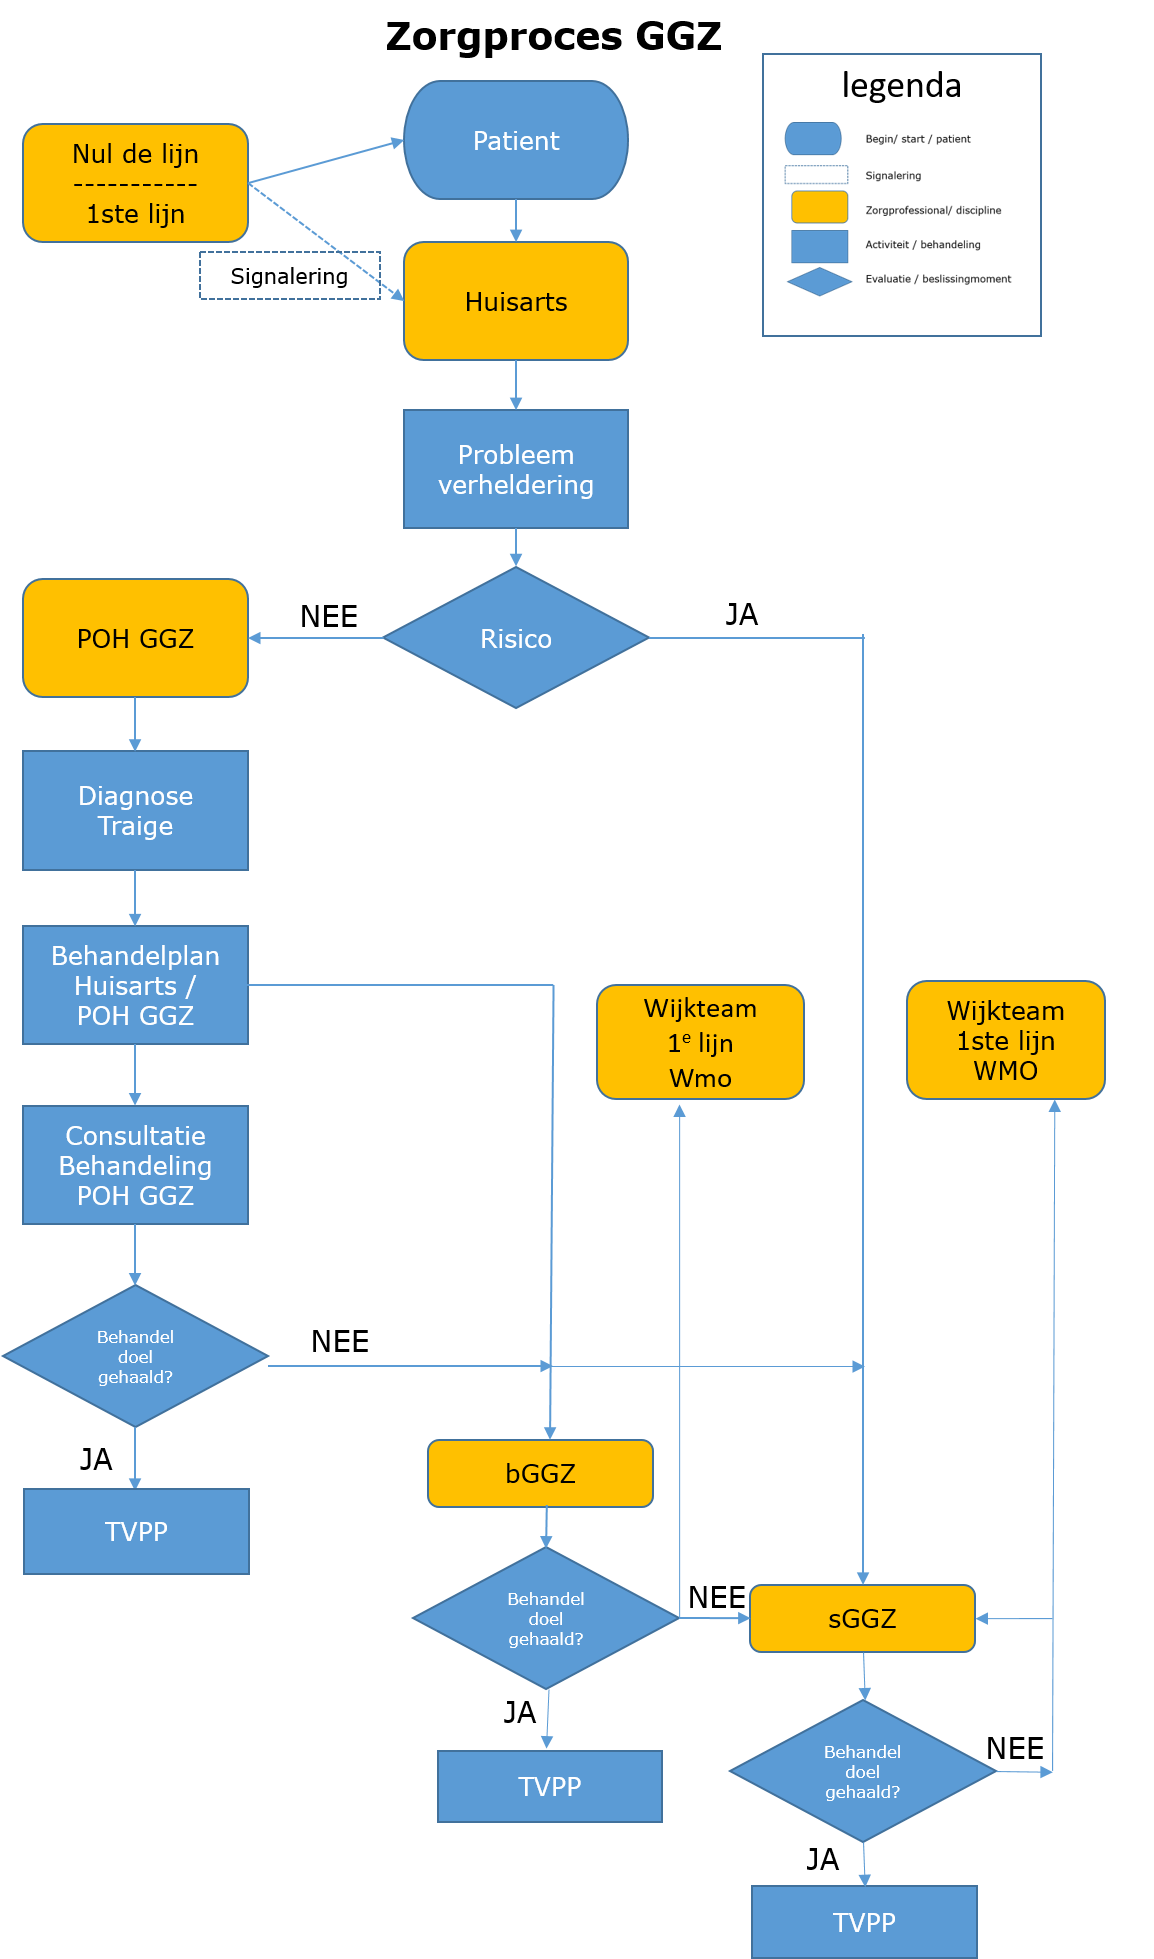 Zorgproces GGZ
legenda
Begin/ start / patient
Signalering
Zorgprofessional/ discipline
Activiteit / behandeling
Evaluatie / beslissingmoment
Nul de lijn
-----------
1ste lijn
Patient
Signalering
Huisarts
Probleem
verheldering
Risico
NEE
JA
POH GGZ
Diagnose
Traige
Behandelplan
Huisarts /
POH GGZ
Wijkteam
1e lijn
Wmo
Wijkteam
1ste lijn
WMO
Consultatie
Behandeling
POH GGZ
Behandel
doel
gehaald?
NEE
JA
TVPP
bGGZ
Behandel
doel
gehaald?
NEE
JA
TVPP
sGGZ
Behandel
doel
gehaald?
NEE
JA
TVPP